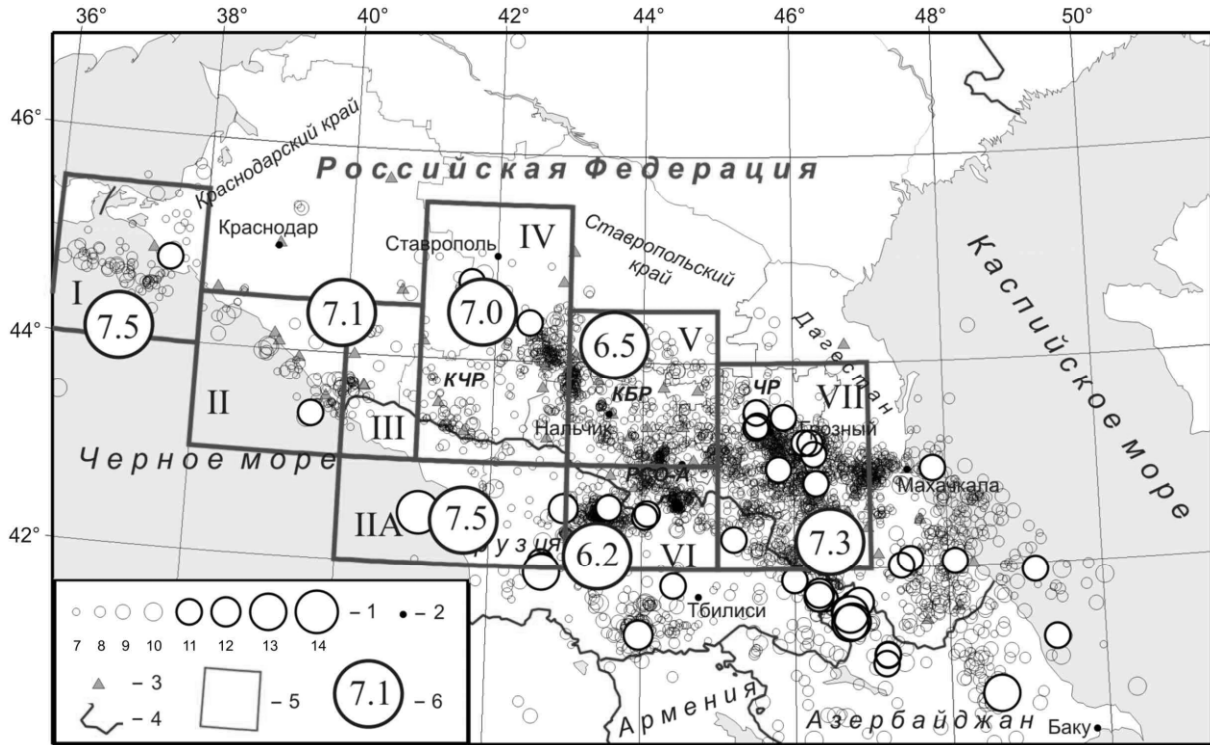 36 38 40 42 44 46 48 50
46°
44°
42°
Краснодарский край
Российская Федерация
Краснодар
Ставрополь
IV
Ставропольский
край
Каспийское море
I
7.5
7.1
7.0
6.5
V
Дагестан
II
III
КЧР
КБР
Нальчик
ЧР
VII
Грозный
Черное море
РСО-А
Махачкала
IIA
7.5
рузия
6.2
VI
7.3
Тбилиси
Армения
Азербайджан
Баку
– 1
– 2
7 8 9 10 11 12 13 14
– 3
– 4
– 5
7.1
– 6